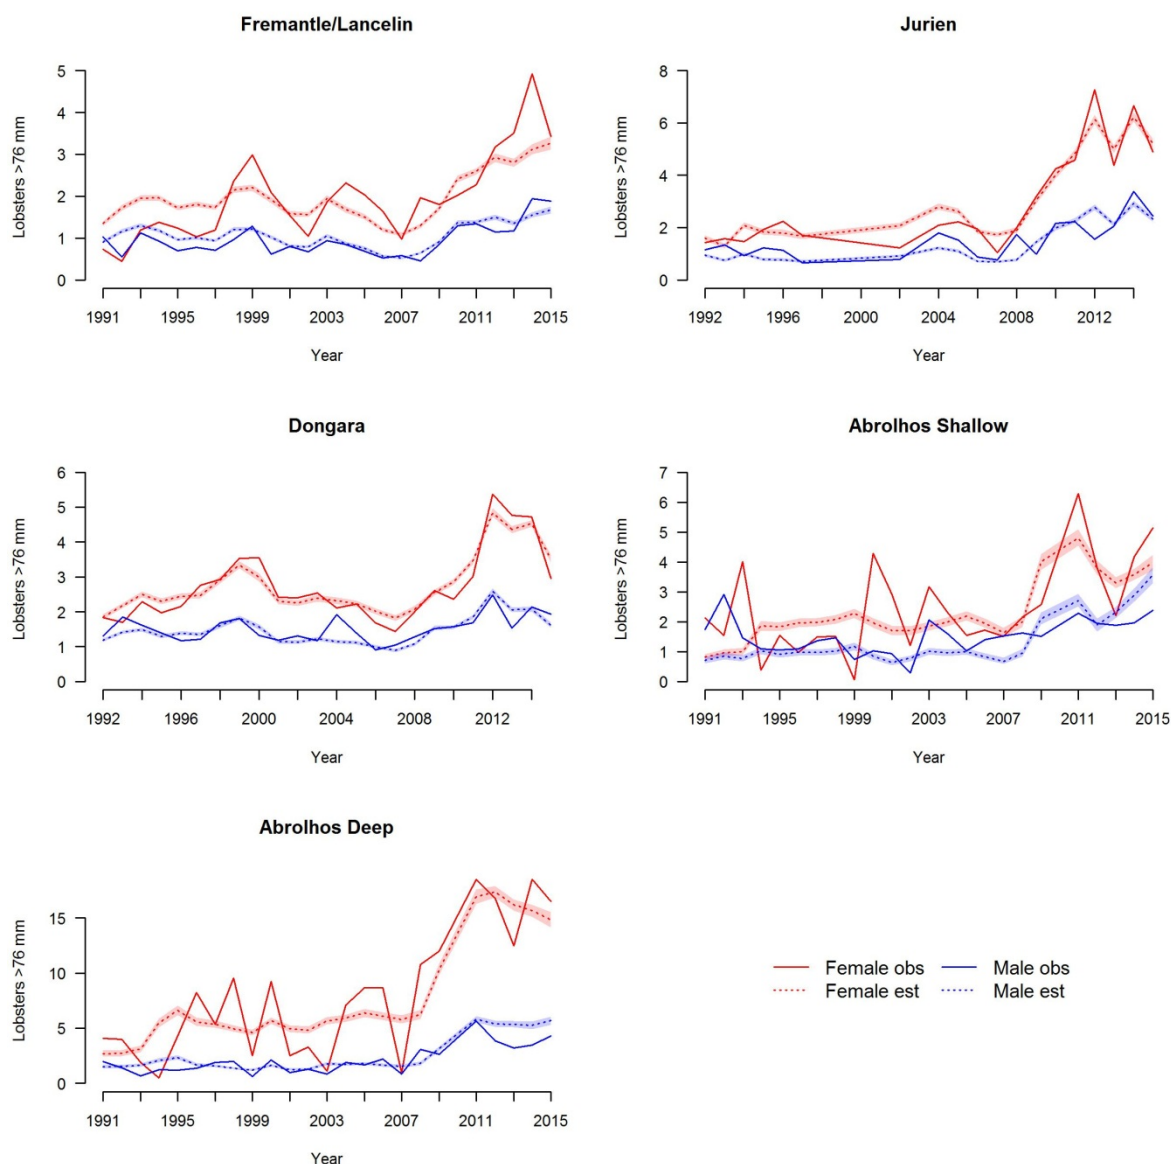 Fremantle/Lancelin
Lobsters >76 mm
5
4
3
2
1
0
1991 1995 1999 2003 2007 2011 2015
Year
Jurien
Lobsters >76 mm
8
6
4
2
0
1992 1996 2000 2004 2008 2012
Year
Dongara
Lobsters >76 mm
6
5
4
3
2
1
0
1992 1996 2000 2004 2008 2012
Year
Abrolhos Shallow
Lobsters >76 mm
7
6
5
4
3
2
1
0
1991 1995 1999 2003 2007 2011 2015
Year
Abrolhos Deep
Lobsters >76 mm
15
10
5
0
1991 1995 1999 2003 2007 2011 2015
Year
Female obs Male obs
Female est Male est